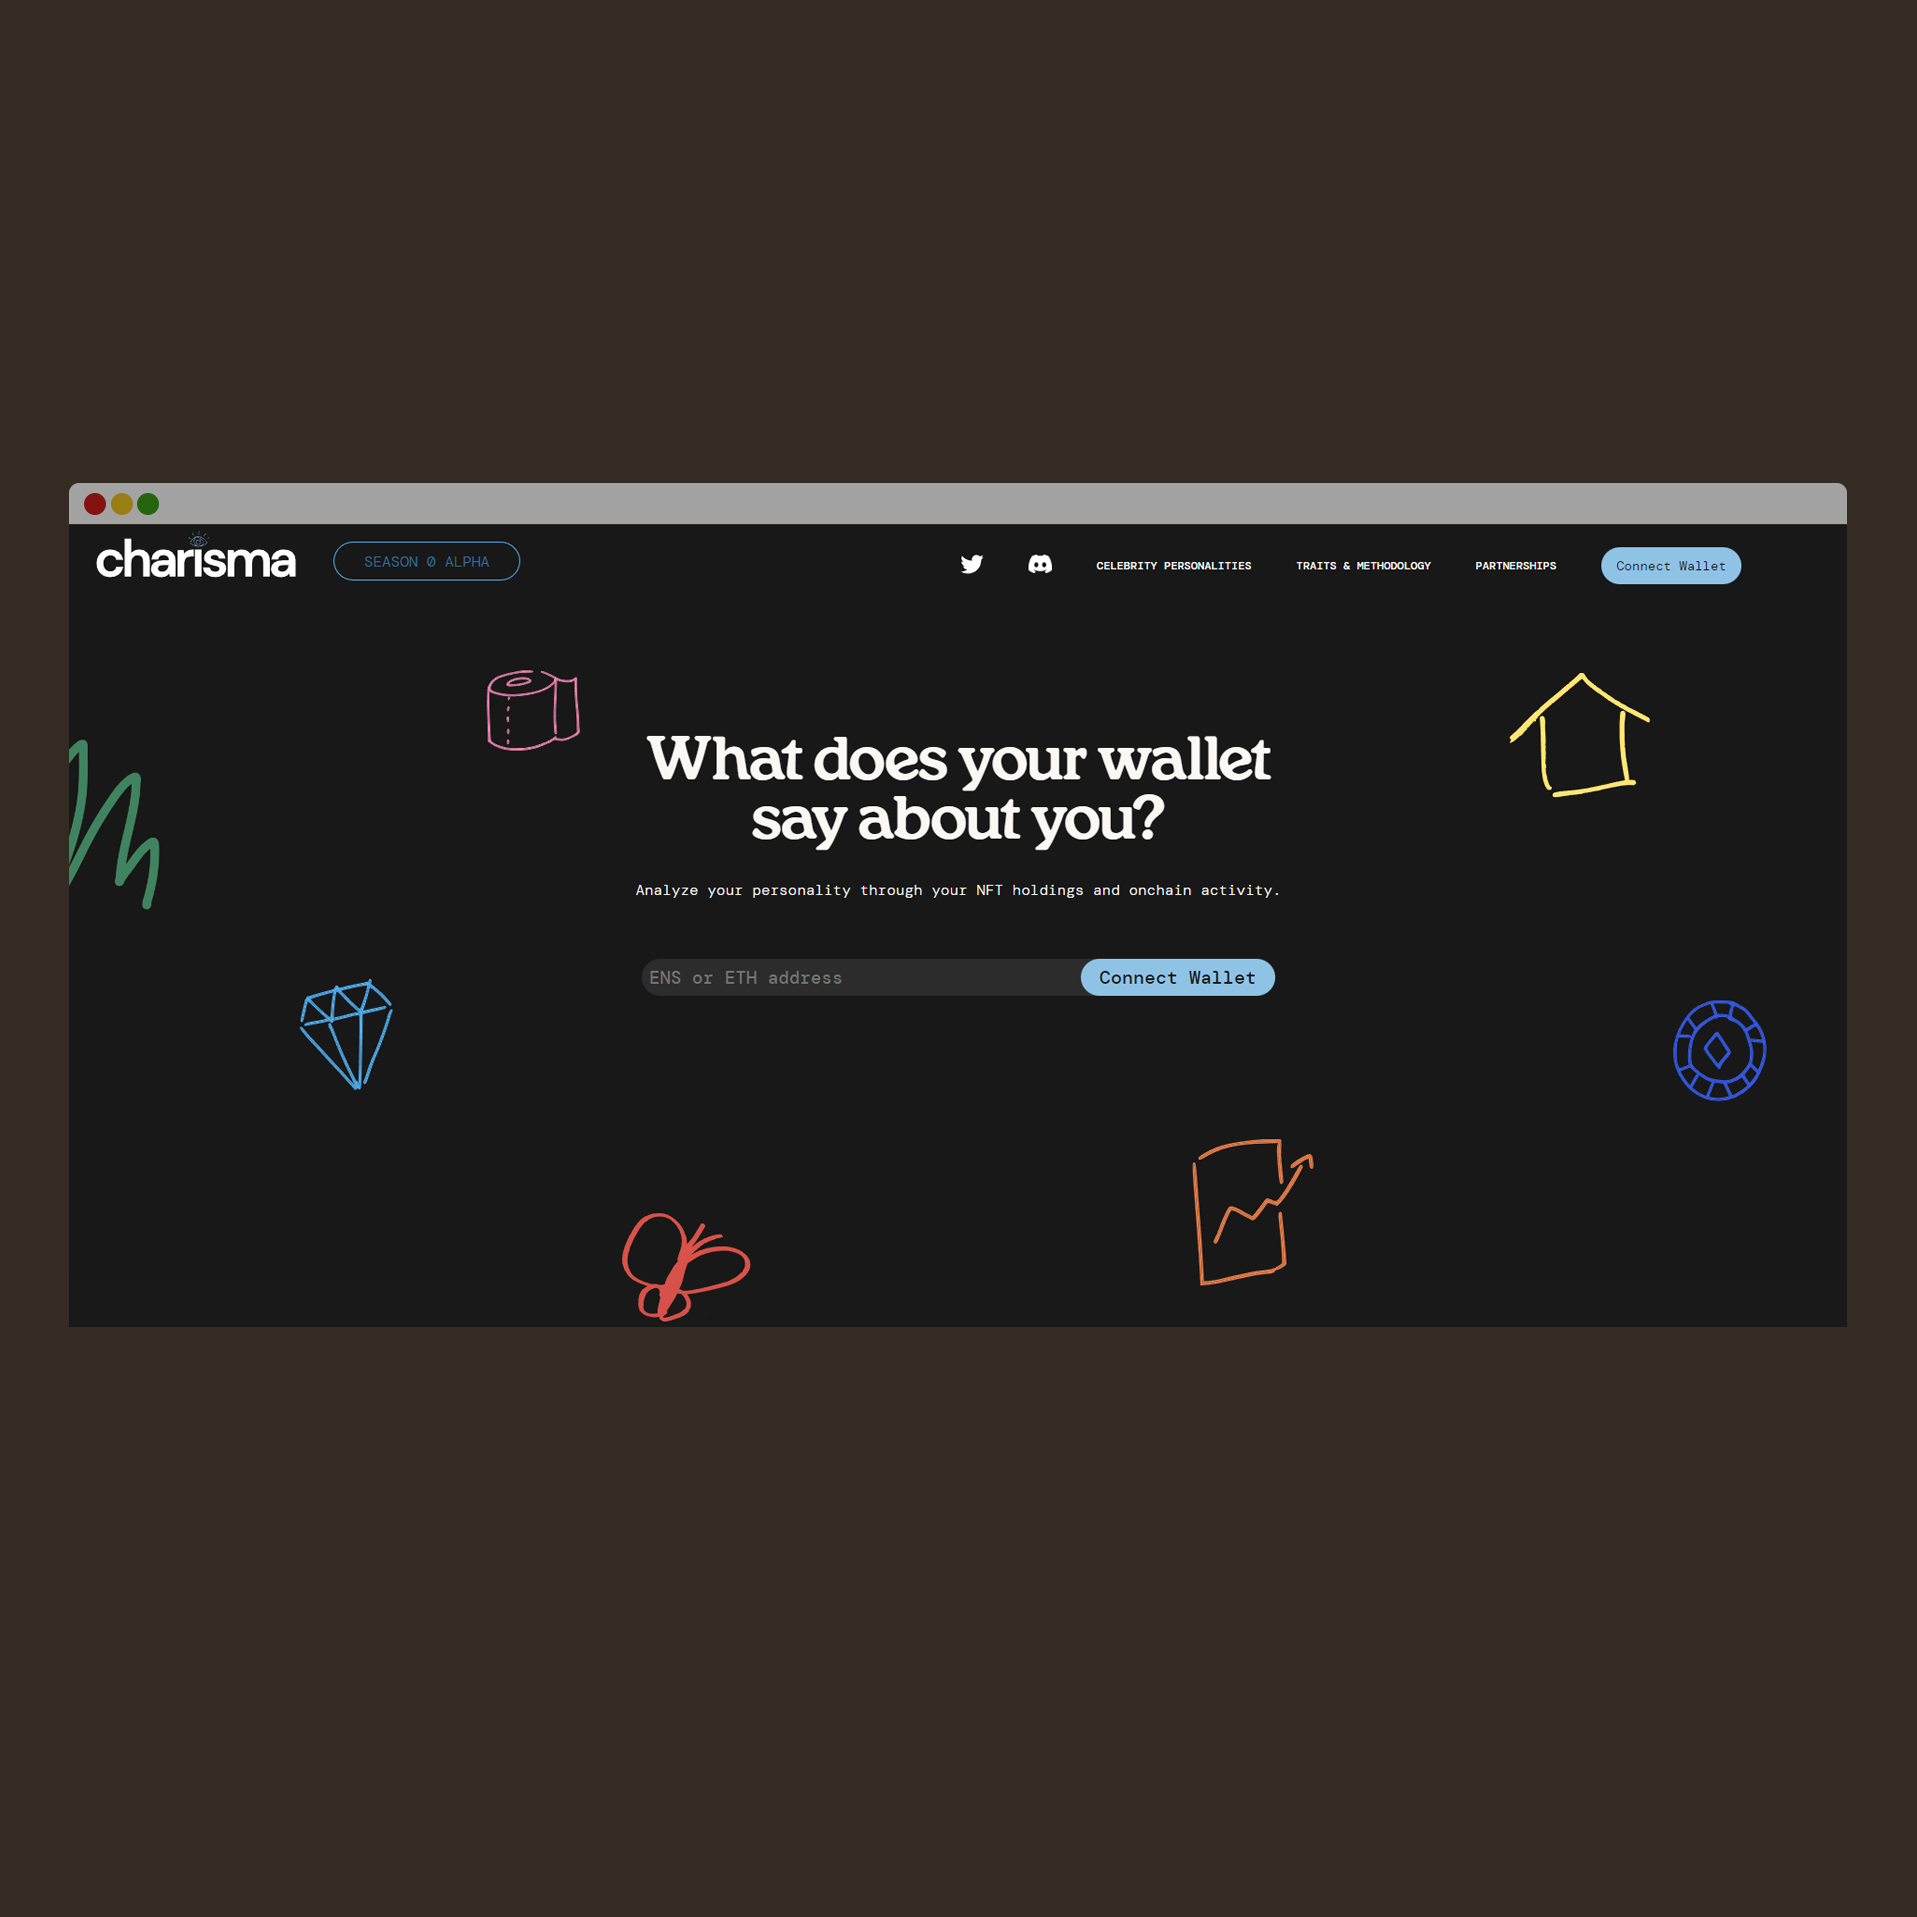 charisma
SEASON 0 ALPHA
CELEBRITY PERSONALITIES
TRAITS & METHODOLOGY
PARTNERSHIPS
Connect Wallet
What does your wallet
say about you?
Analyze your personality through your NFT holdings and onchain activity.
ENS or ETH address
Connect Wallet